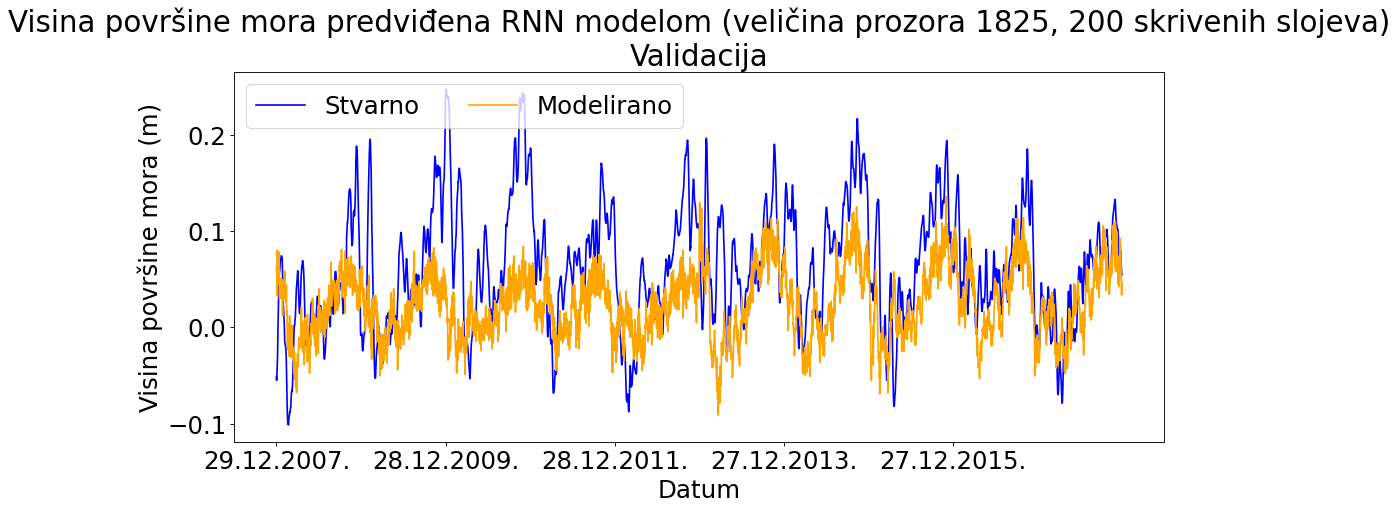 Visina površine mora predviđena RNN modelom (veličina prozora 1825, 200 skrivenih slojeva)
Validacija
Stvarno Modelirano
Visina površine mora (m)
0.2
0.1
0.0
−0.1
29.12.2007. 28.12.2009. 28.12.2011. 27.12.2013. 27.12.2015.
Datum